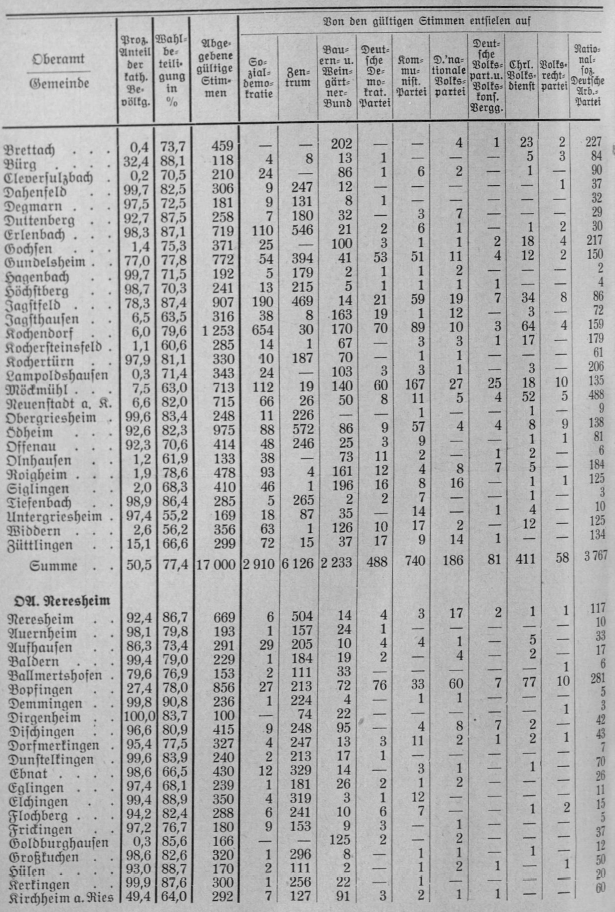 Oberamt Gemeinde | Proz. Anteil der kath. Bevölkg. | Wahlbeteiligung in % | Abgegebene gültige Stimmen | Von den gültigen Stimmen entfielen auf
Sozialdemokratie | Zentrum | Bauern- u. Weingärtner-Bund | Deutsche Demokrat. Partei | Kommunist. Partei | D.'nationale Volkspartei | Deutsche Volkspart. u. Volkskons. Vergg. | Chrl. Volksdienst | Volksrechtpartei | National-soz. Deutsche Arb.-Partei
Brettach . . . 0,4 73,7 459 — — 202 — — 4 1 23 2 227
Bürg . . . . 32,4 88,1 118 4 8 13 1 — — — 5 3 84
Cleversulzbach . 0,2 70,5 210 24 — 86 1 6 2 — 1 — 90
Dahenfeld . . 99,7 82,5 306 9 247 12 — — — — — 1 37
Degmarn . . . 97,5 72,5 181 9 131 8 1 — — — — — 32
Duttenberg . . 92,7 87,5 258 7 180 32 — 3 7 — — — 29
Erlenbach . . . 98,3 87,1 719 110 546 21 2 6 1 — 1 2 30
Gochsen . . . 1,4 75,3 371 25 — 100 3 1 1 2 18 4 217
Gundelsheim . . 77,0 77,8 772 54 394 41 53 51 11 4 12 2 150
Hagenbach . . 99,7 71,5 192 5 179 2 1 1 2 — — — 2
Höchstberg . . 98,7 70,3 241 13 215 5 1 1 1 1 — — 4
Jagstfeld . . . 78,3 87,4 907 190 469 14 21 59 19 7 34 8 86
Jagsthausen . . 6,5 63,5 316 38 8 163 19 1 12 — 3 — 72
Kochendorf . . 6,0 79,6 1 253 654 30 170 70 89 10 3 64 4 159
Kochersteinsfeld . 1,1 60,6 285 14 1 67 — 3 3 1 17 — 179
Kochertürn . . 97,9 81,1 330 10 187 70 — 1 1 — — — 61
Lampoldshausen 0,3 71,4 343 24 — 103 3 3 1 — 3 — 206
Möckmühl . . . 7,5 63,0 713 112 19 140 60 167 27 25 18 10 135
Neuenstadt a. K. 6,6 82,0 715 66 26 50 8 11 5 4 52 5 488
Obergriesheim . 99,6 83,4 248 11 226 — — 1 — — 1 — 9
Ödheim . . . 92,6 82,3 975 88 572 86 9 57 4 4 8 9 138
Offenau . . . 92,3 70,6 414 48 246 25 3 9 — — 1 1 81
Olnhausen . . 1,2 61,9 133 38 — 73 11 2 — 1 2 — 6
Roigheim . . . 1,9 78,6 478 93 4 161 12 4 8 7 5 — 184
Siglingen . . 2,0 68,3 410 46 1 196 16 8 16 — 1 1 125
Tiefenbach . . 98,9 86,4 285 5 265 2 2 7 — — 1 — 3
Untergriesheim . 97,4 55,2 169 18 87 35 — 14 — 1 4 — 10
Widdern . . . 2,6 56,2 356 63 1 126 10 17 2 — 12 — 125
Züttlingen . . 15,1 66,6 299 72 15 37 17 9 14 1 — — 134
Summe . . 50,5 77,4 17 000 2 910 6 126 2 233 488 740 186 81 411 58 3 767
OA. Neresheim
Neresheim . . 92,4 86,7 669 6 504 14 4 3 17 2 1 1 117
Auernheim . . 98,1 79,8 193 1 157 24 1 — — — — — 10
Aufhausen . . 86,3 73,4 291 29 205 10 4 4 1 — 5 — 33
Baldern . . . 99,4 79,0 229 1 184 19 2 — 4 — 2 — 17
Ballmertshofen . 79,6 76,9 153 2 111 33 — — — — — 1 6
Bopfingen . . 27,4 78,0 856 27 213 72 76 33 60 7 77 10 281
Demmingen . . 99,8 90,8 236 1 224 4 — 1 1 — — — 5
Dirgenheim . . 100,0 83,7 100 — 74 22 — — — — — 1 3
Dischingen . . 96,6 80,9 415 9 248 95 — 4 8 7 2 — 42
Dorfmerkingen . 95,4 77,5 327 4 247 13 3 11 2 1 2 1 43
Dunstelkingen . 99,6 83,9 240 2 213 17 1 — — — — — 7
Ebnat . . . . 98,6 66,5 430 12 329 14 — 3 1 — 1 — 70
Eglingen . . . 97,4 68,1 239 1 181 26 2 1 2 — — — 26
Elchingen . . 99,4 88,9 350 4 319 3 1 12 — — — — 11
Flochberg . . 94,2 82,4 288 6 241 10 6 7 — — 1 2 15
Frickingen . . 97,2 76,7 180 9 153 9 3 — 1 — — — 5
Goldburghausen 0,3 85,6 166 — — 125 2 — 2 — — — 37
Großkuchen . . 98,6 82,6 320 1 296 8 — 1 1 — 1 — 12
Hülen . . . . 93,0 88,7 170 2 111 2 — 1 2 1 — 1 50
Kerkingen . . 99,9 87,6 300 1 256 22 — 1 — — — — 20
Kirchheim a. Ries 49,4 64,0 292 7 127 91 3 2 1 1 — — 60